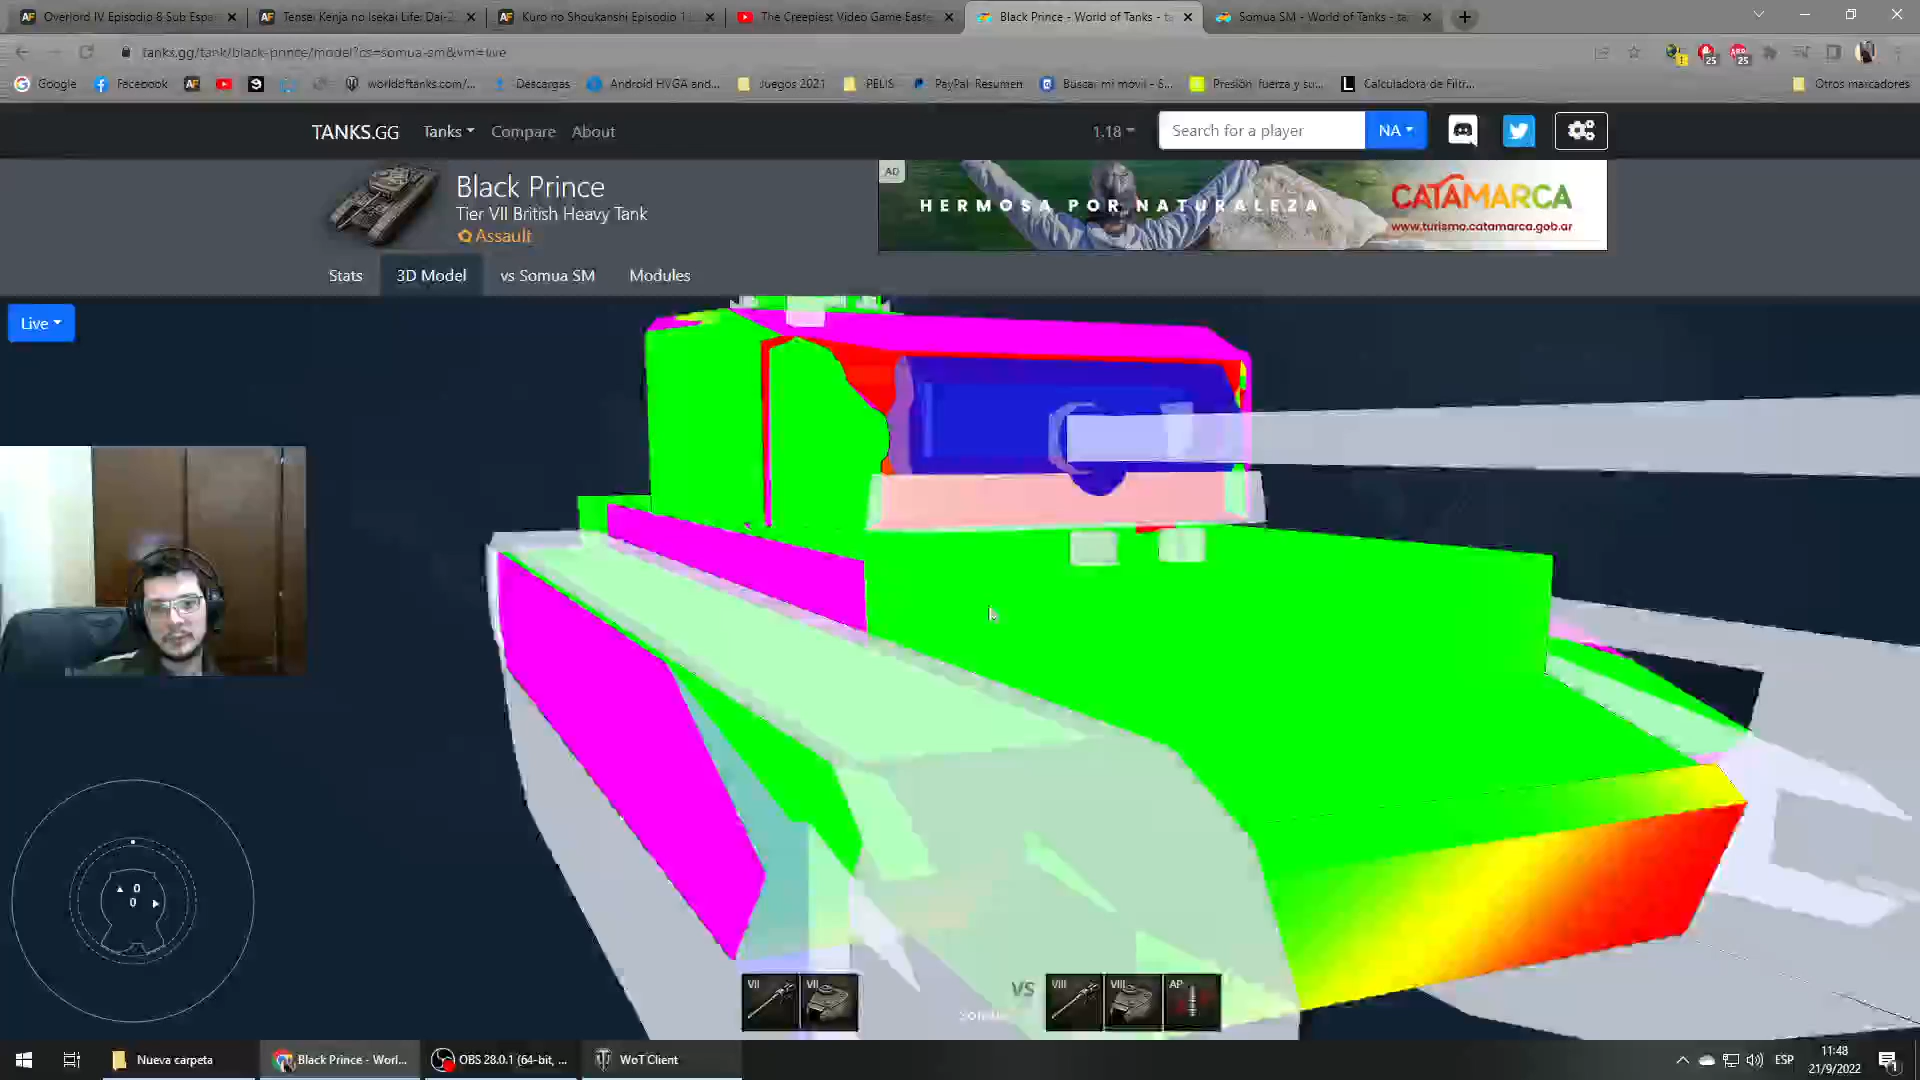 Overlord IV Episodio 8 Sub Espa
Tensei Kenja no Isekai Life: Dai-2
Kuro no Shoukanshi Episodio 1
The Creepiest Video Game Easte
Black Prince - World of Tanks - ta
Somua SM - World of Tanks - ta
tanks.gg/tank/black-prince/model?cs=somua-sm&vm=live
Google
Facebook
worldoftanks.com/...
Descargas
Android HVGA and...
Juegos 2021
PELIS
PayPal Resumen
Buscar mi móvil - S...
Presión, fuerza y su...
Calculadora de Filtr...
Otros marcadores
TANKS.GG
Tanks
Compare
About
1.18
Search for a player
NA
Black Prince
Tier VII British Heavy Tank
Assault
AD
HERMOSA POR NATURALEZA
CATAMARCA
www.turismo.catamarca.gob.ar
Stats
3D Model
vs Somua SM
Modules
Live
0
0
VII
VII
VS
VIII
VIII
AP
Nueva carpeta
Black Prince - Worl...
OBS 28.0.1 (64-bit, ...
WoT Client
ESP
11:48
21/9/2022
1